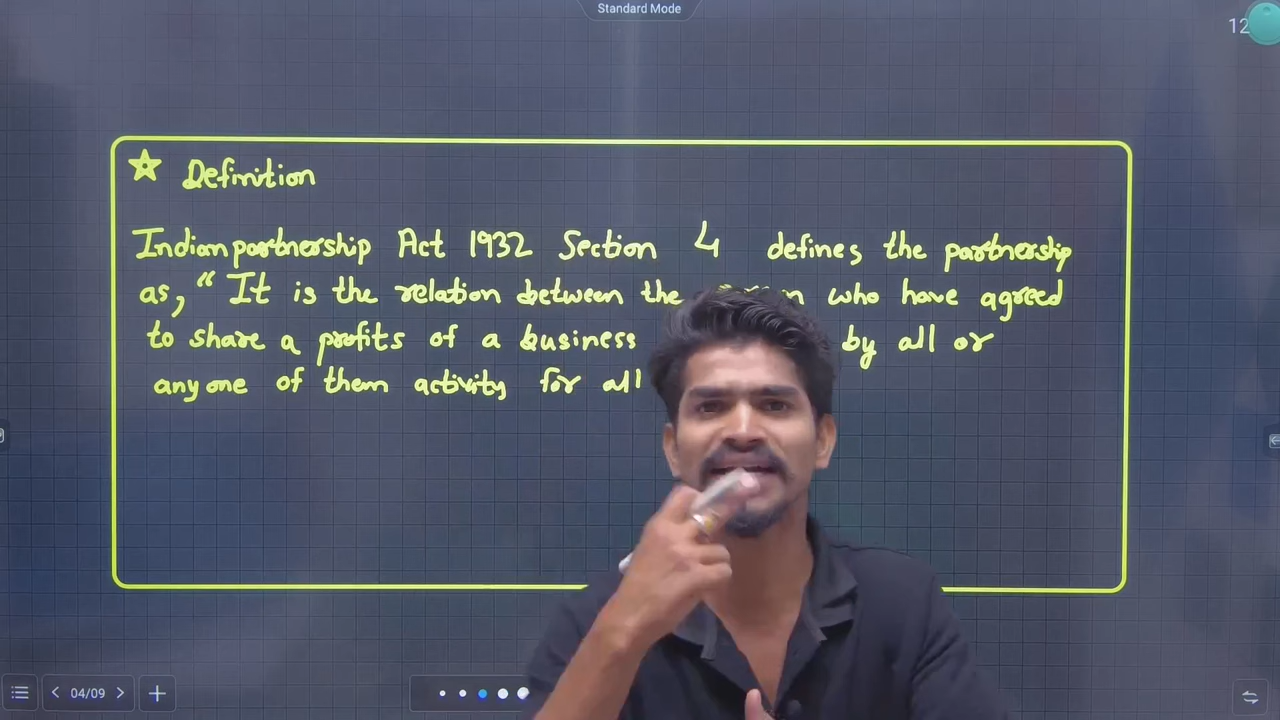 Standard Mode
12
Definition
Indian partnership Act 1932 Section 4 defines the partnership
as, “It is the relation between the person who have agreed
to share a profits of a business by all or
any one of them activity for all
04/09